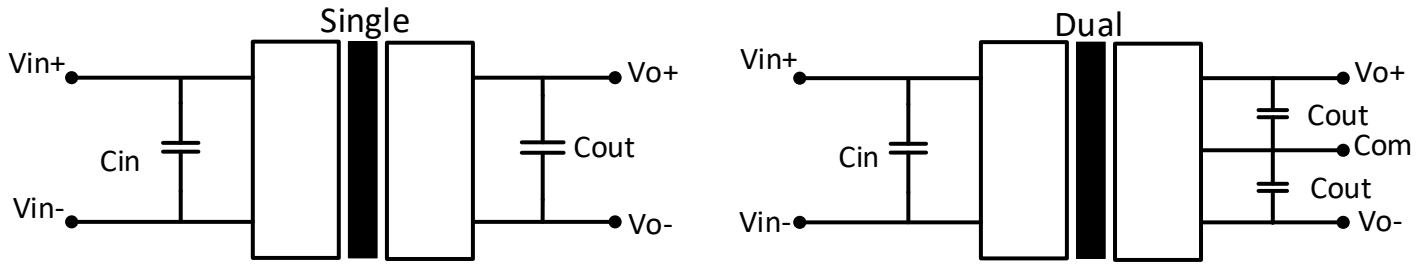 Single
Vin+
Vo+
Cin
Cout
Vin-
Vo-
Dual
Vin+
Vo+
Cout
Cin
Com
Cout
Vin-
Vo-